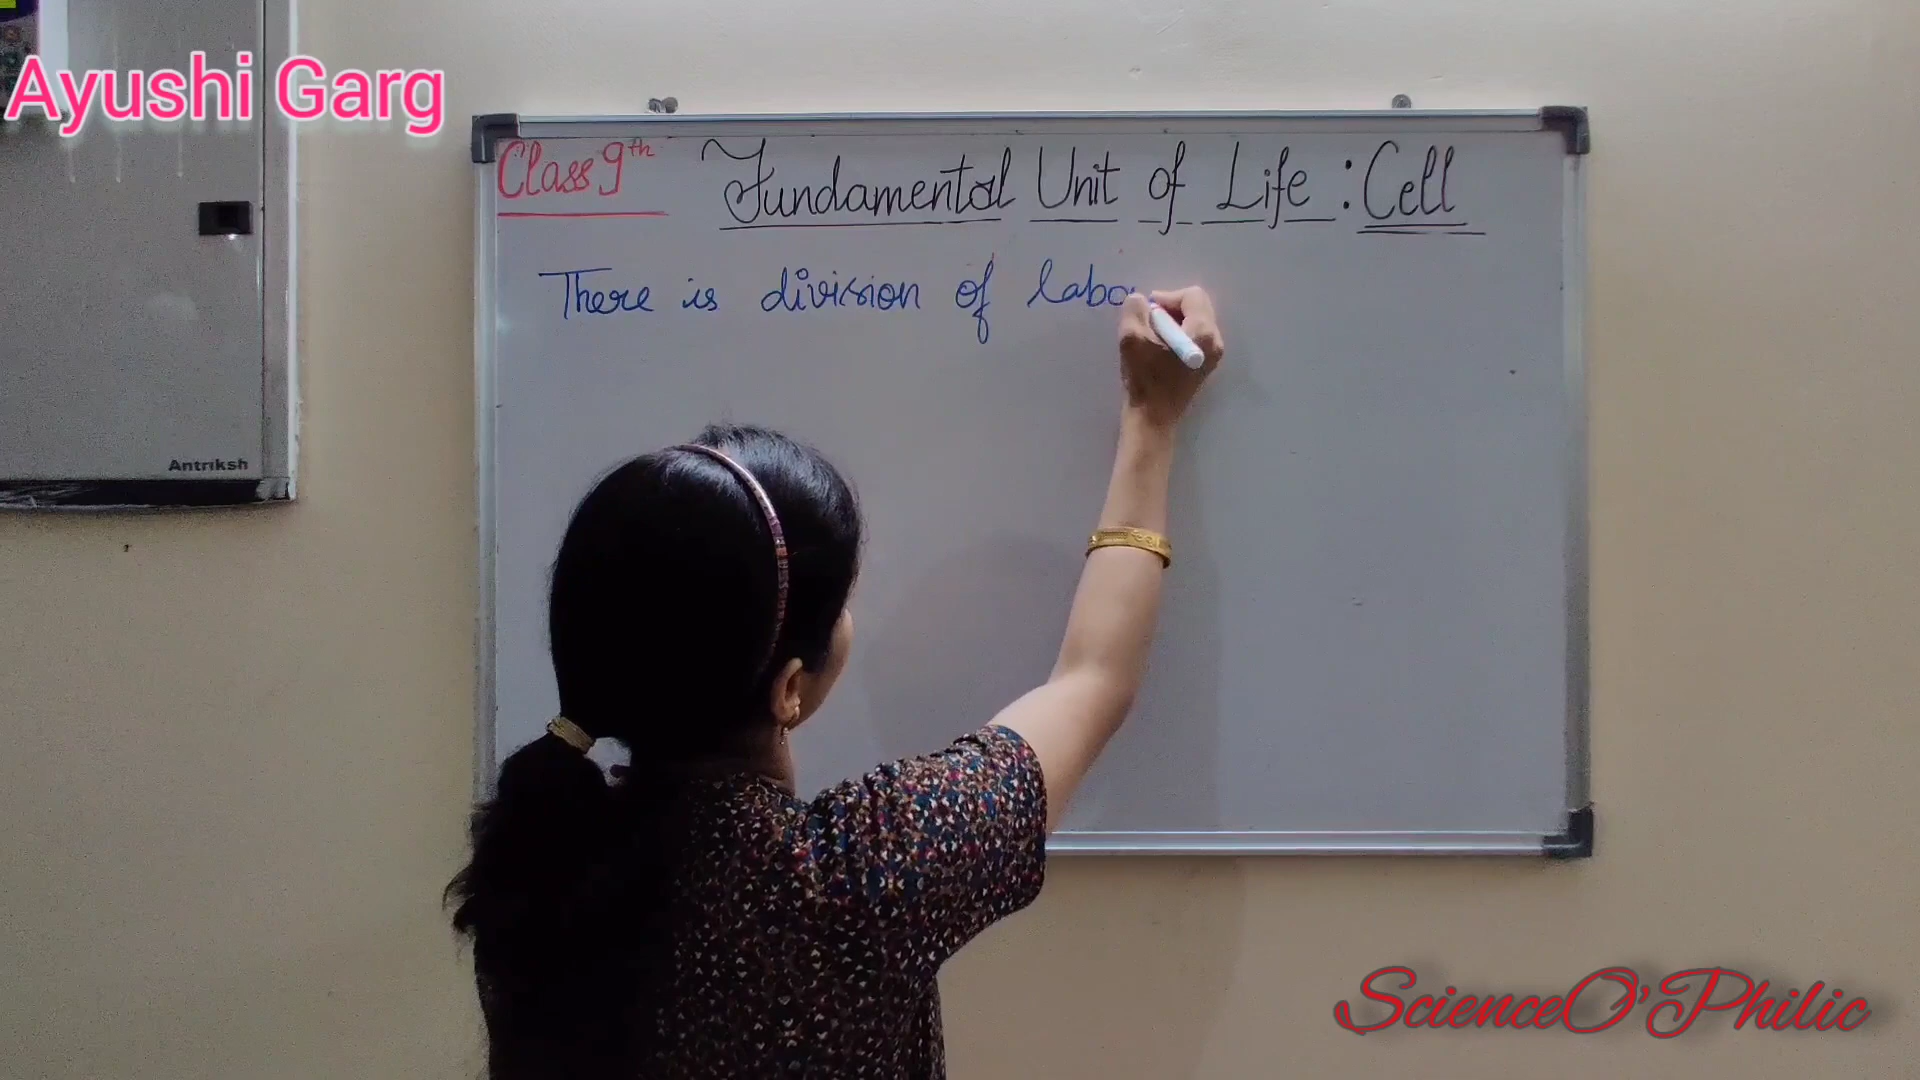 Ayushi Garg
Class 9th Fundamental Unit of Life : Cell
There is division of labo
Antriksh
ScienceO'Philic